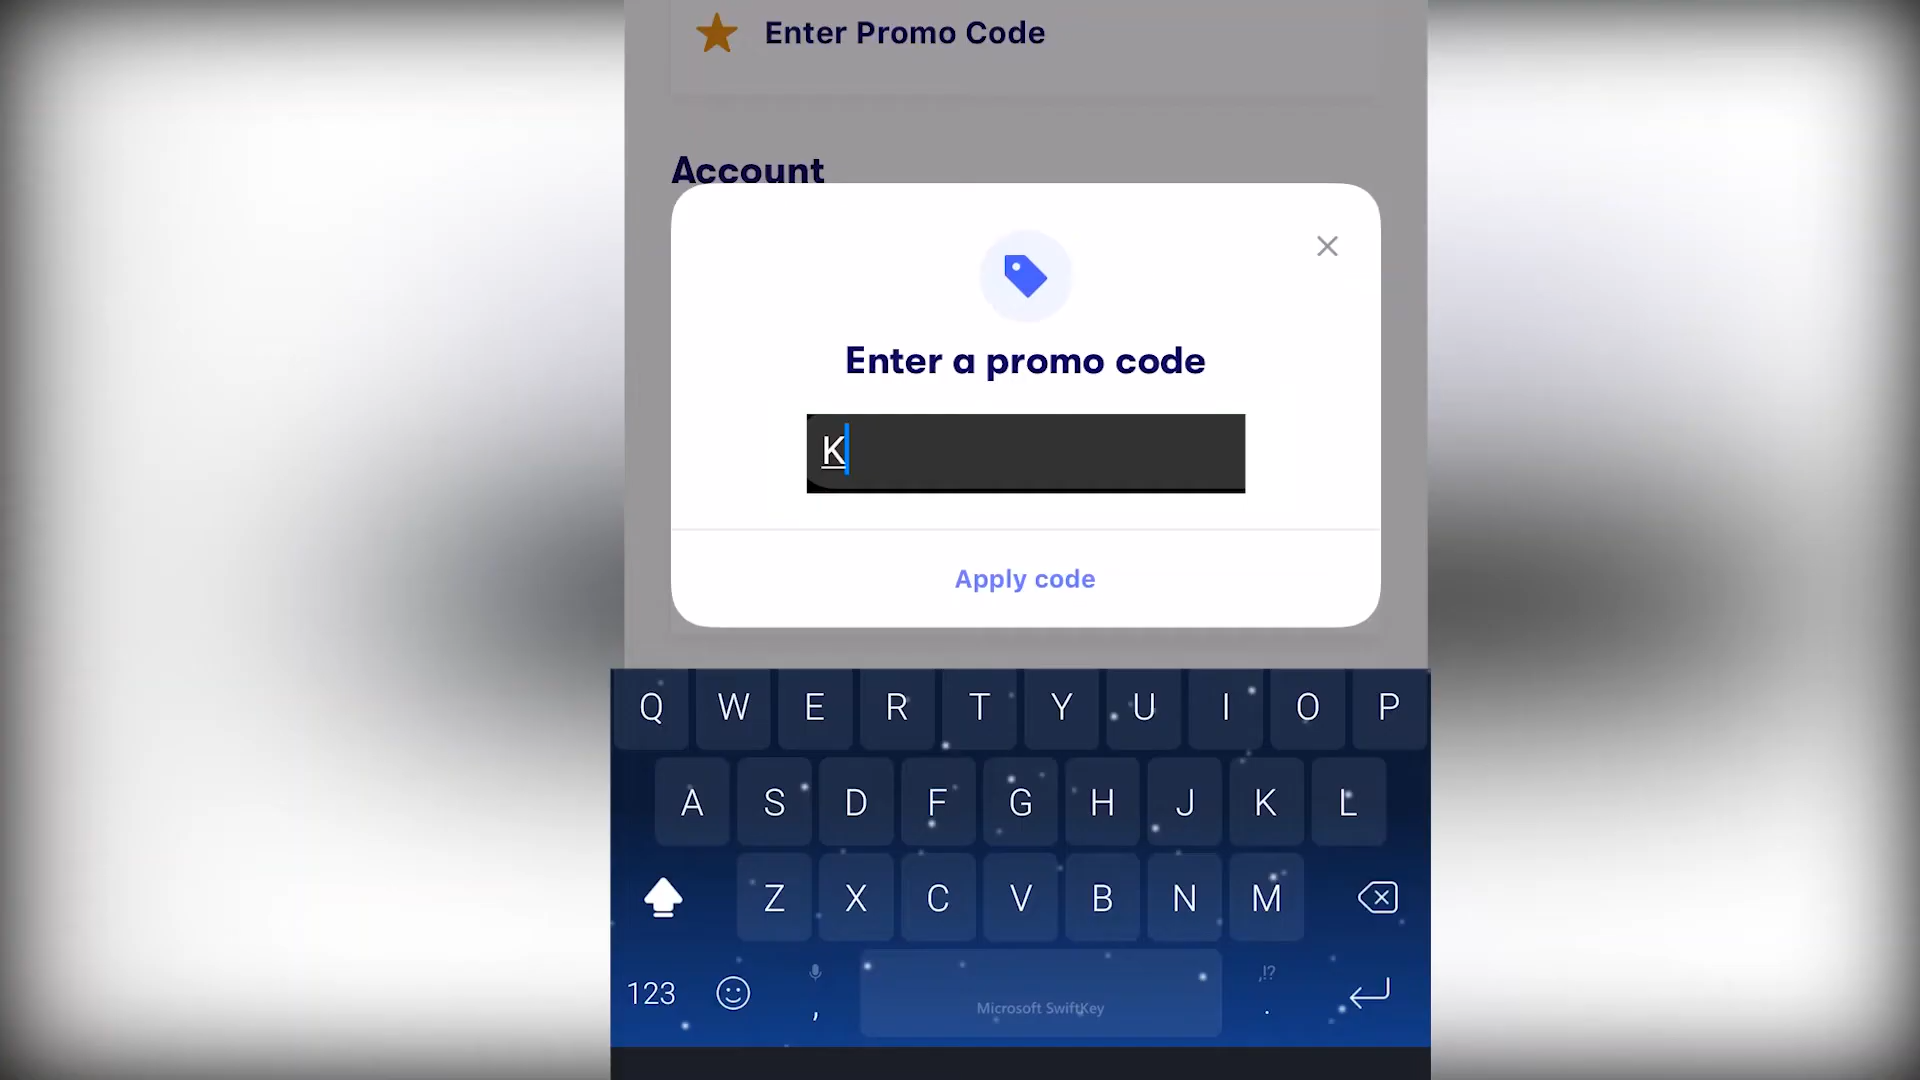 Enter Promo Code
Account
Enter a promo code
K
Apply code
Q W E R T Y U I O P
A S D F G H J K L
Z X C V B N M
123 , Microsoft SwiftKey ,!? .